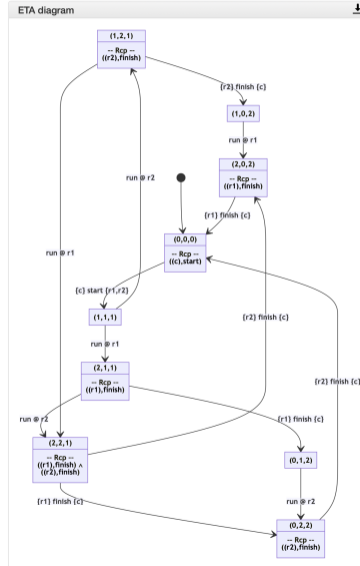 ETA diagram
(1,2,1)
-- Rcp --
((r2),finish)
{r2} finish {c}
(1,0,2)
run @ r1
(2,0,2)
-- Rcp --
((r1),finish)
run @ r2
{r1} finish {c}
(0,0,0)
-- Rcp --
((c),start)
run @ r1
{c} start {r1,r2}
(1,1,1)
{r2} finish {c}
run @ r1
(2,1,1)
-- Rcp --
((r1),finish)
{r2} finish {c}
run @ r2
{r1} finish {c}
(2,2,1)
-- Rcp --
((r1),finish) ∧
((r2),finish)
(0,1,2)
{r1} finish {c}
run @ r2
(0,2,2)
-- Rcp --
((r2),finish)